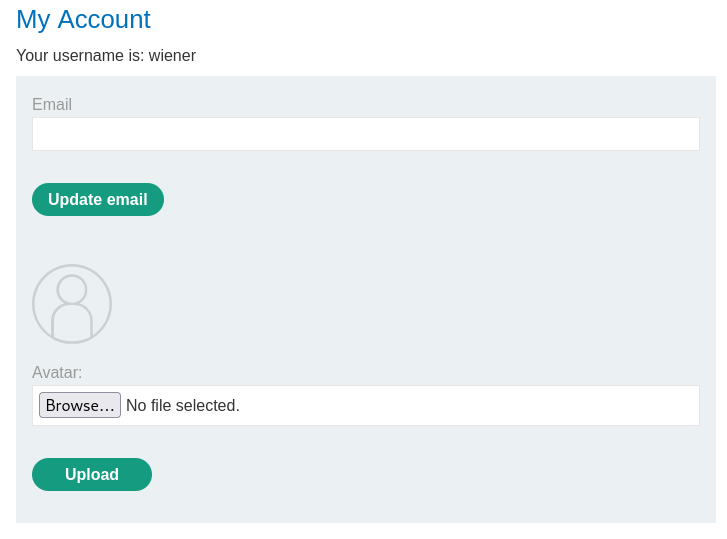 My Account
Your username is: wiener
Email
Update email
Avatar:
Browse... No file selected.
Upload